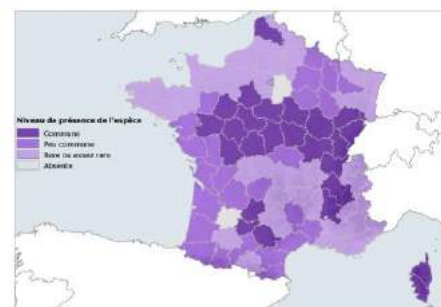 Niveau de présence de l'espèce
Commune
Peu commune
Rare ou assez rare
Absente